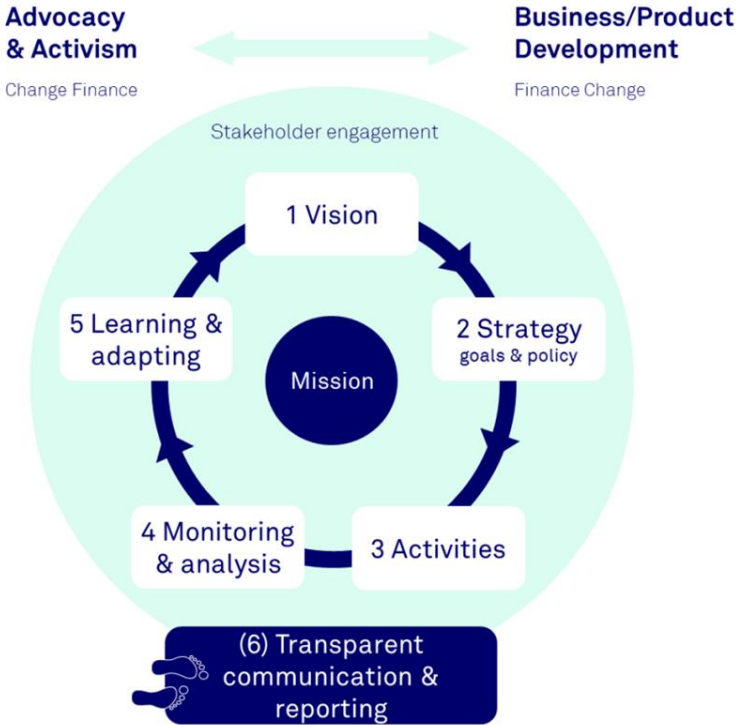 Advocacy
& Activism
Change Finance
Business/Product
Development
Finance Change
Stakeholder engagement
1 Vision
2 Strategy
goals & policy
3 Activities
4 Monitoring
& analysis
5 Learning &
adapting
Mission
(6) Transparent
communication &
reporting